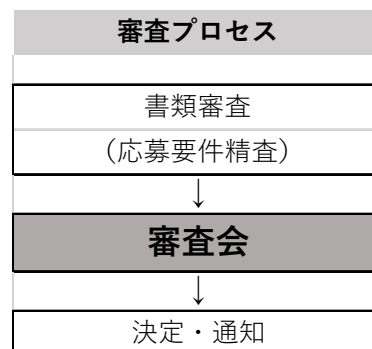 審査プロセス
書類審査
（応募要件精査）
↓
審査会
↓
決定・通知